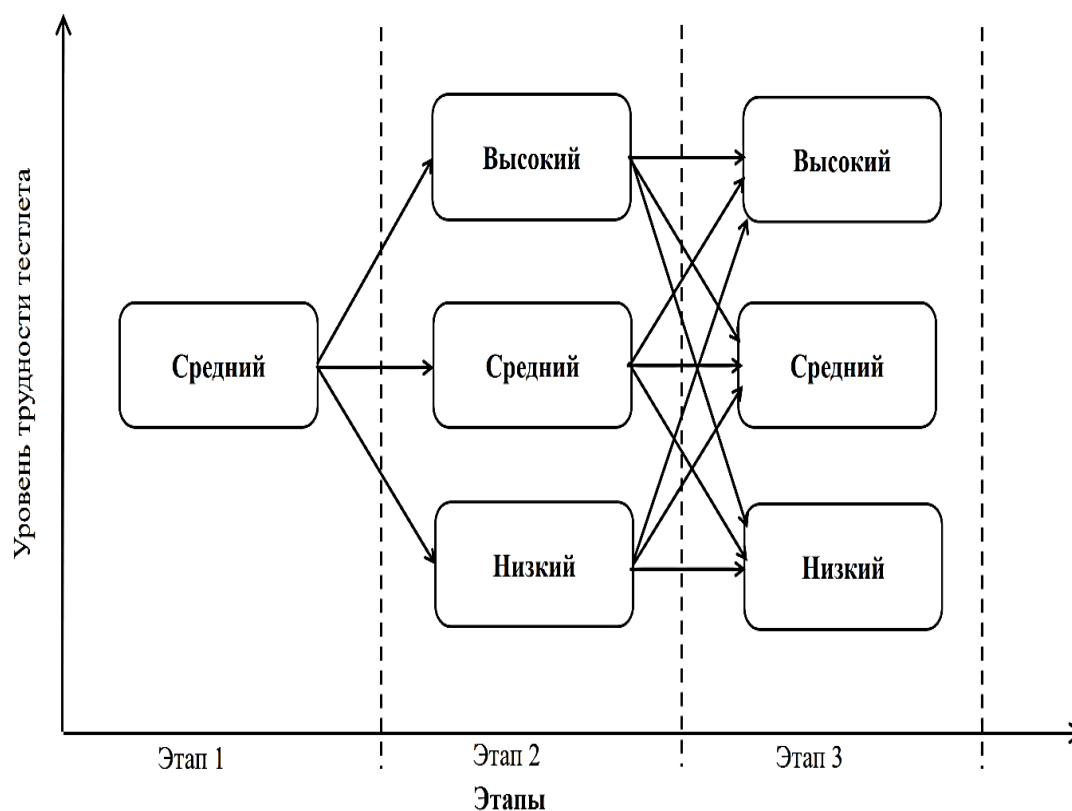 Уровень трудности тестлета
Высокий
Высокий
Средний
Средний
Средний
Низкий
Низкий
Этап 1
Этап 2
Этап 3
Этапы